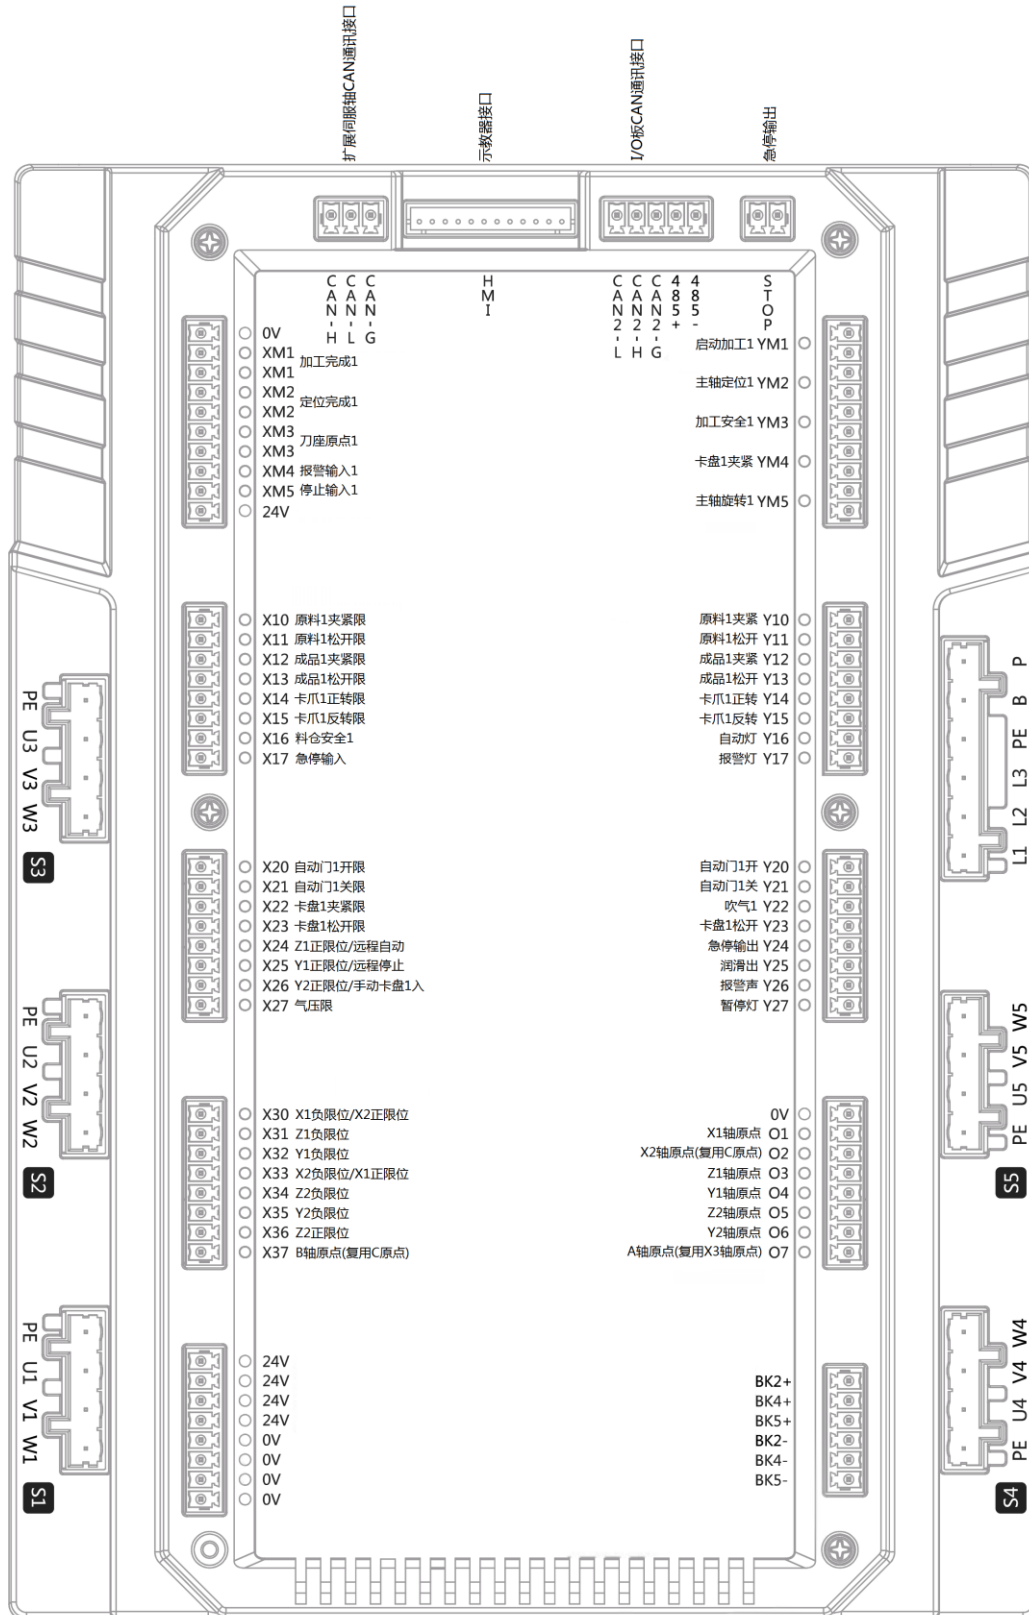 扩展伺服轴CAN通讯接口
示教器接口
I/O板CAN通讯接口
急停输出
CAN-H
CAN-L
CAN-G
HMI
CAN2-L
CAN2-H
CAN2-G
485+
485-
STOP
0V
XM1
加工完成1
XM1
XM2
定位完成1
XM2
XM3
刀座原点1
XM3
XM4 报警输入1
XM5 停止输入1
24V
启动加工1 YM1
主轴定位1 YM2
加工安全1 YM3
卡盘1夹紧 YM4
主轴旋转1 YM5
X10 原料1夹紧限
X11 原料1松开限
X12 成品1夹紧限
X13 成品1松开限
X14 卡爪1正转限
X15 卡爪1反转限
X16 料仓安全1
X17 急停输入
原料1夹紧 Y10
原料1松开 Y11
成品1夹紧 Y12
成品1松开 Y13
卡爪1正转 Y14
卡爪1反转 Y15
自动灯 Y16
报警灯 Y17
X20 自动门1开限
X21 自动门1关限
X22 卡盘1夹紧限
X23 卡盘1松开限
X24 Z1正限位/远程自动
X25 Y1正限位/远程停止
X26 Y2正限位/手动卡盘1入
X27 气压限
自动门1开 Y20
自动门1关 Y21
吹气1 Y22
卡盘1松开 Y23
急停输出 Y24
润滑出 Y25
报警声 Y26
暂停灯 Y27
X30 X1负限位/X2正限位
X31 Z1负限位
X32 Y1负限位
X33 X2负限位/X1正限位
X34 Z2负限位
X35 Y2负限位
X36 Z2正限位
X37 B轴原点(复用C原点)
0V
X1轴原点 O1
X2轴原点(复用C原点) O2
Z1轴原点 O3
Y1轴原点 O4
Z2轴原点 O5
Y2轴原点 O6
A轴原点(复用X3轴原点) O7
24V
24V
24V
24V
0V
0V
0V
0V
BK2+
BK4+
BK5+
BK2-
BK4-
BK5-
PE U3 V3 W3
S3
PE U2 V2 W2
S2
PE U1 V1 W1
S1
L1 L2 L3 PE B P
PE U5 V5 W5
S5
PE U4 V4 W4
S4